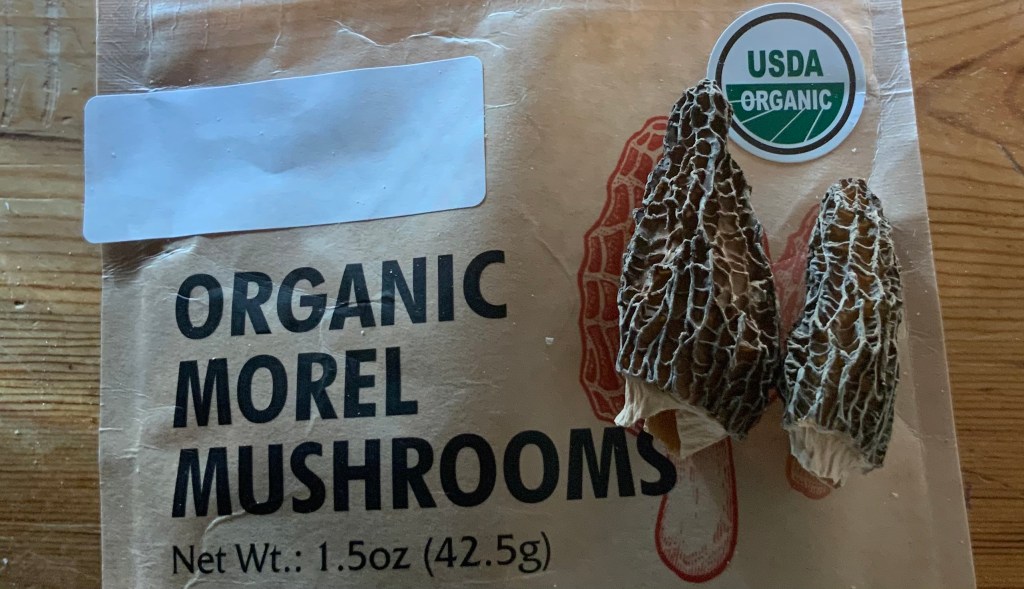 USDA
ORGANIC
ORGANIC
MOREL
MUSHROOMS
Net Wt.: 1.5oz (42.5g)